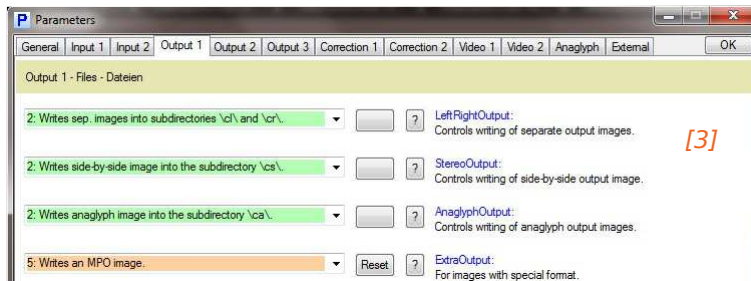 P Parameters
General Input 1 Input 2 Output 1 Output 2 Output 3 Correction 1 Correction 2 Video 1 Video 2 Anaglyph External OK
Output 1 - Files - Dateien
2: Writes sep. images into subdirectories \cl\ and \cr\. ? LeftRightOutput:
Controls writing of separate output images.
[3]
2: Writes side-by-side image into the subdirectory \cs\. ? StereoOutput:
Controls writing of side-by-side output image.
2: Writes anaglyph image into the subdirectory \ca\. ? AnaglyphOutput:
Controls writing of anaglyph output images.
5: Writes an MPO image. Reset ? ExtraOutput:
For images with special format.